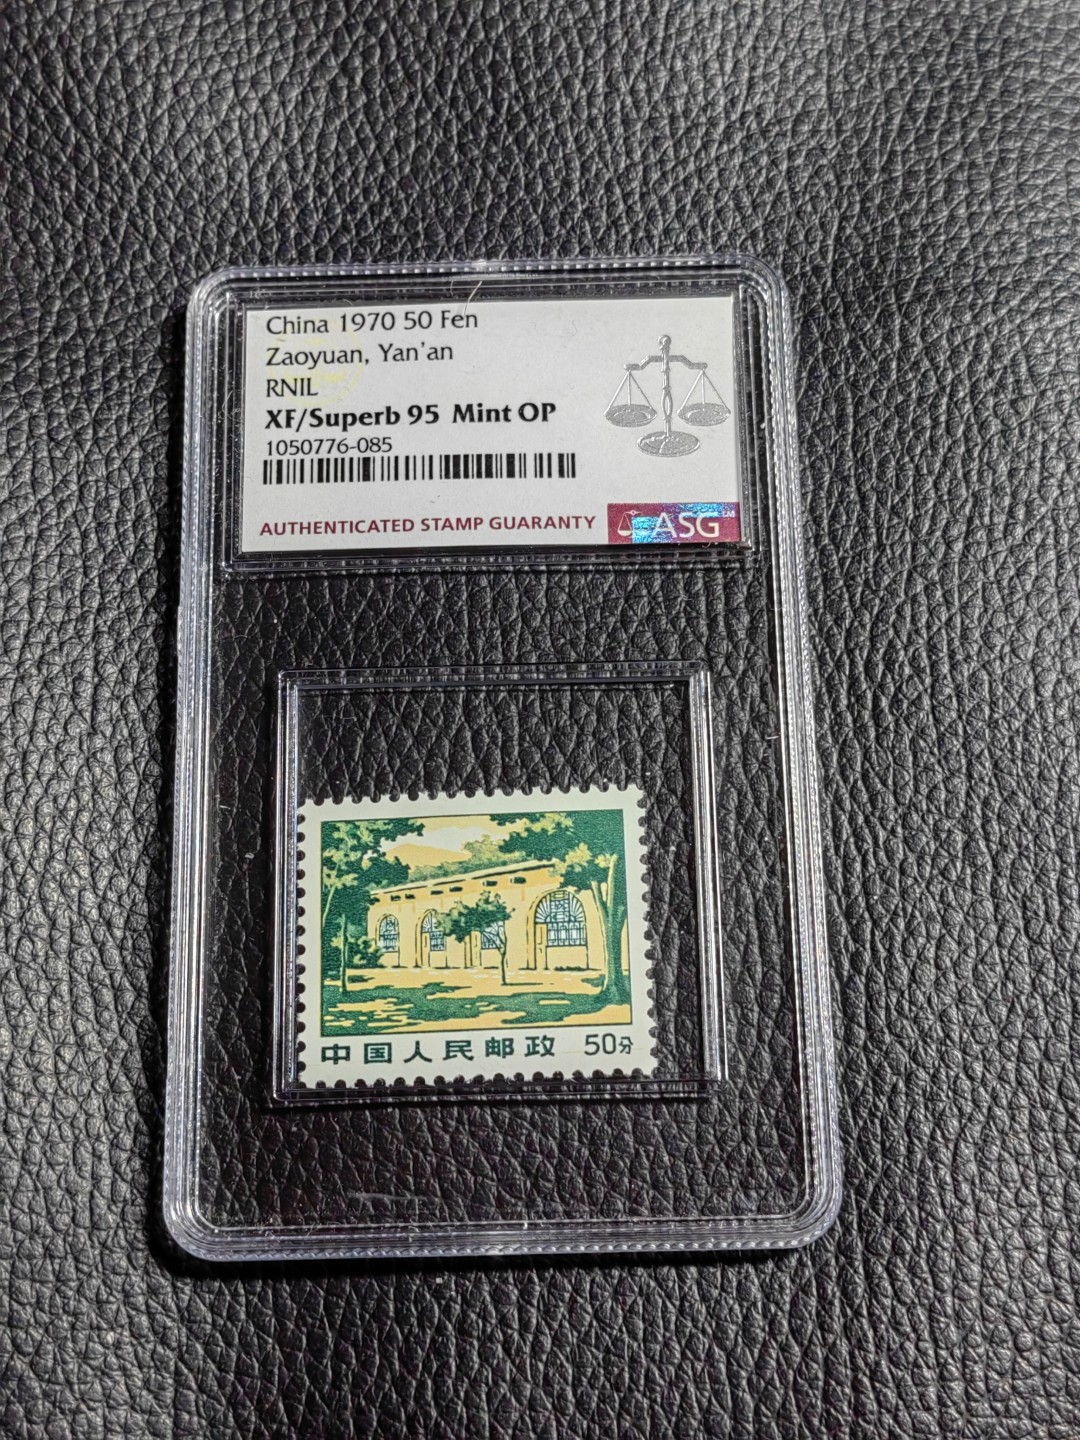 China 1970 50 Fen
Zaoyuan, Yan'an
RNIL
XF/Superb 95 Mint OP
1050776-085
AUTHENTICATED STAMP GUARANTY ASG™
中国人民邮政 50分